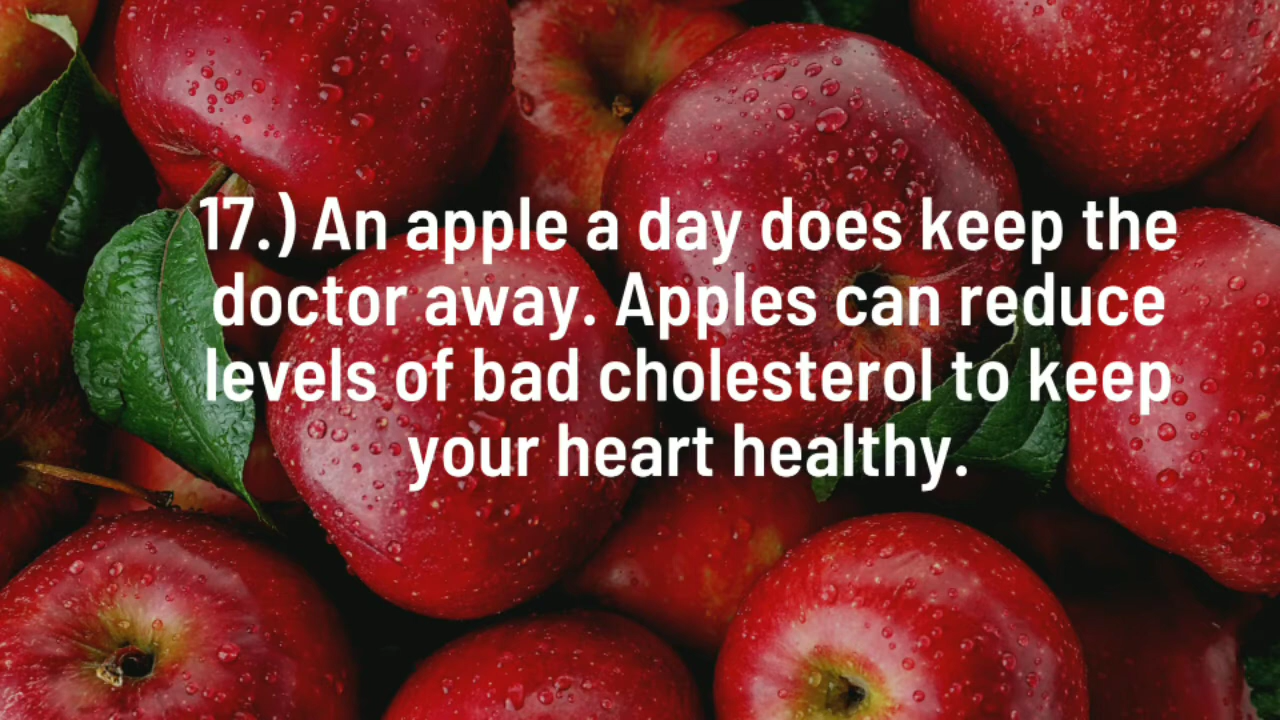 17.) An apple a day does keep the
doctor away. Apples can reduce
levels of bad cholesterol to keep
your heart healthy.